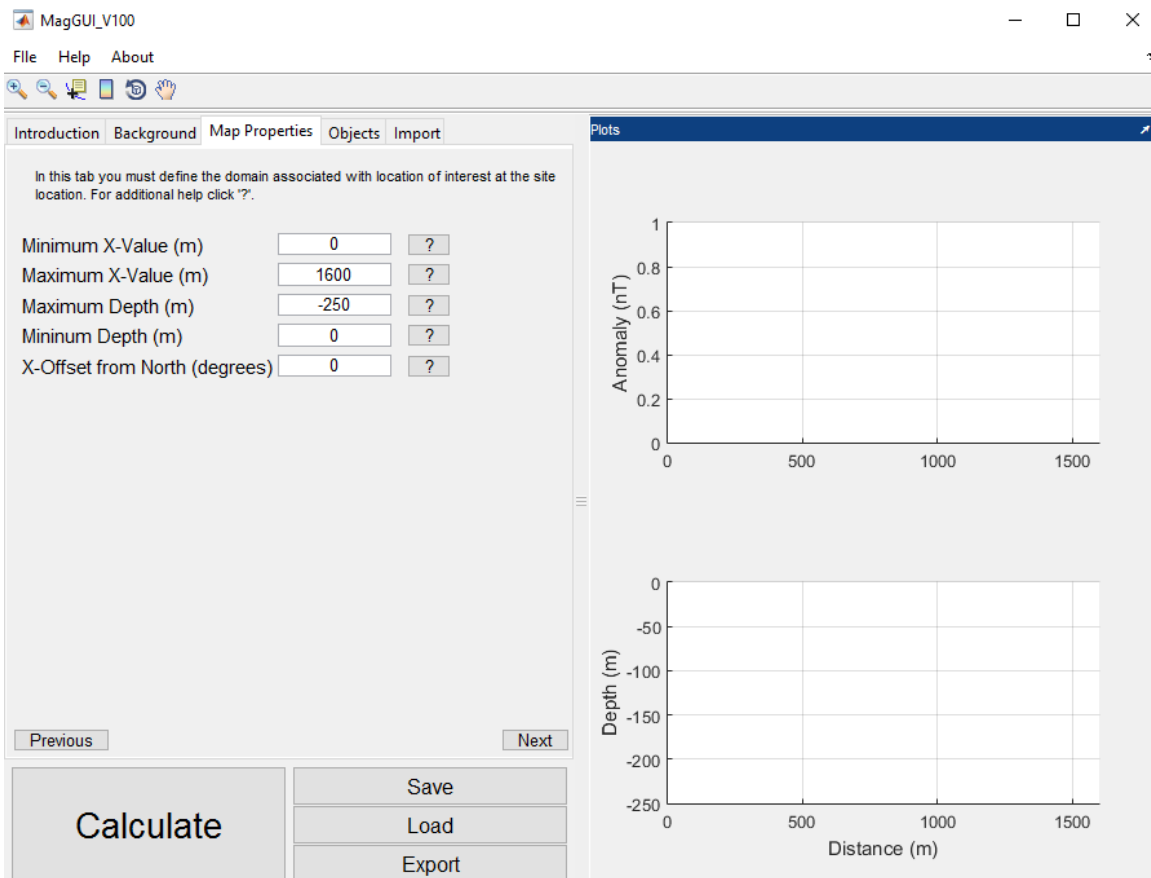 MagGUI_V100
FIle Help About
Introduction Background Map Properties Objects Import
In this tab you must define the domain associated with location of interest at the site
location. For additional help click '?'.
Minimum X-Value (m) 0 ?
Maximum X-Value (m) 1600 ?
Maximum Depth (m) -250 ?
Mininum Depth (m) 0 ?
X-Offset from North (degrees) 0 ?
Previous Next
Calculate
Save
Load
Export
Plots
Anomaly (nT)
1
0.8
0.6
0.4
0.2
0
0 500 1000 1500
Depth (m)
0
-50
-100
-150
-200
-250
0 500 1000 1500
Distance (m)